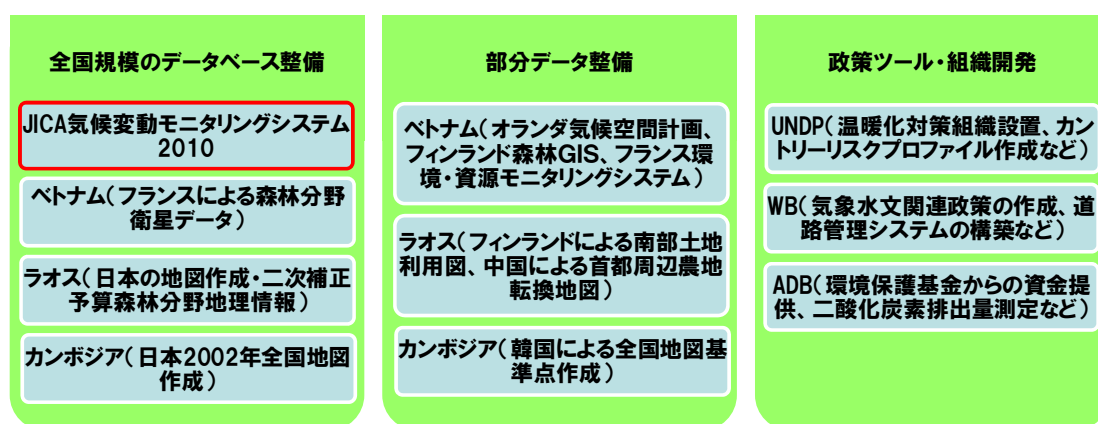 全国規模のデータベース整備
JICA気候変動モニタリングシステム
2010
ベトナム(フランスによる森林分野
衛星データ)
ラオス(日本の地図作成・二次補正
予算森林分野地理情報)
カンボジア(日本2002年全国地図
作成)
部分データ整備
ベトナム(オランダ気候空間計画、
フィンランド森林GIS、フランス環
境・資源モニタリングシステム)
ラオス(フィンランドによる南部土地
利用図、中国による首都周辺農地
転換地図)
カンボジア(韓国による全国地図基
準点作成)
政策ツール・組織開発
UNDP(温暖化対策組織設置、カン
トリーリスクプロファイル作成など)
WB(気象水文関連政策の作成、道
路管理システムの構築など)
ADB(環境保護基金からの資金提
供、二酸化炭素排出量測定など)